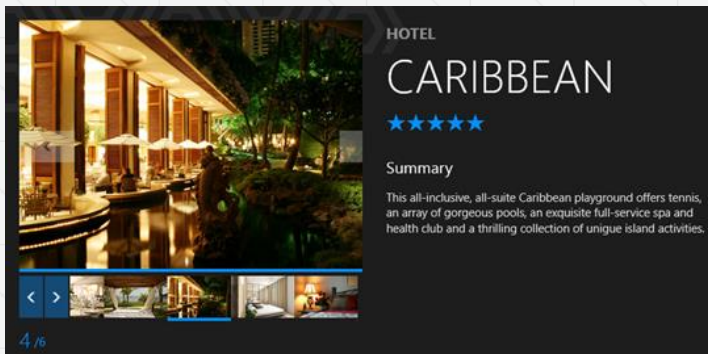 HOTEL
CARIBBEAN
Summary
This all-inclusive, all-suite Caribbean playground offers tennis,
an array of gorgeous pools, an exquisite full-service spa and
health club and a thrilling collection of unique island activities.
4 /6